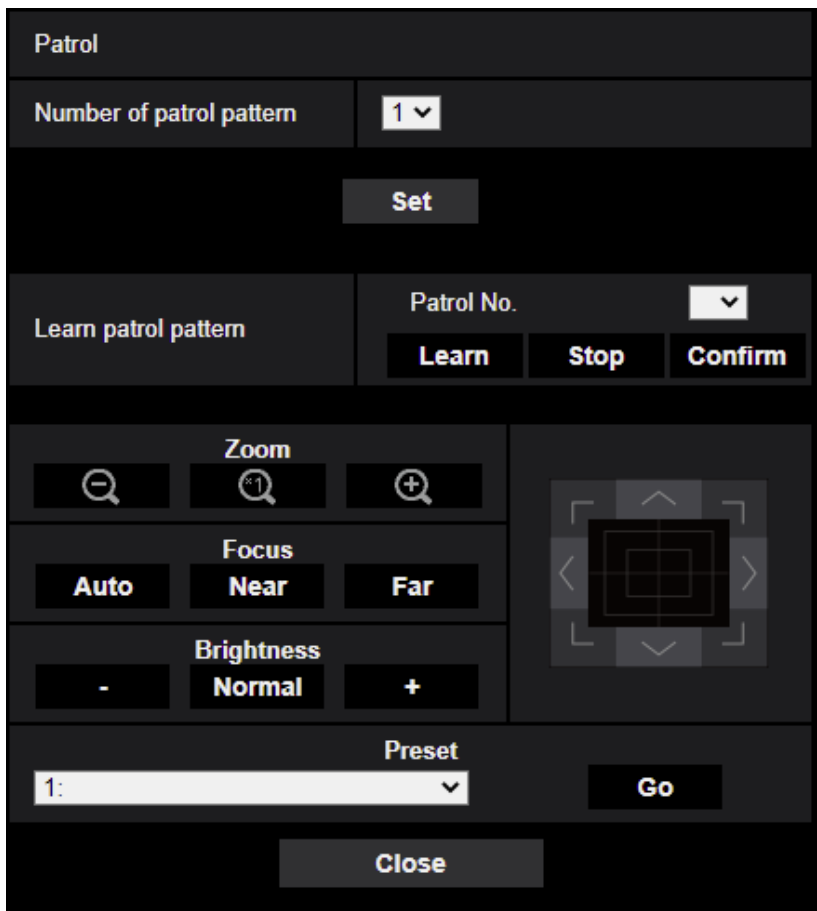 Patrol
Number of patrol pattern 1
Set
Learn patrol pattern
Patrol No.
Learn Stop Confirm
Zoom
×1
Focus
Auto Near Far
Brightness
- Normal +
Preset
1: Go
Close